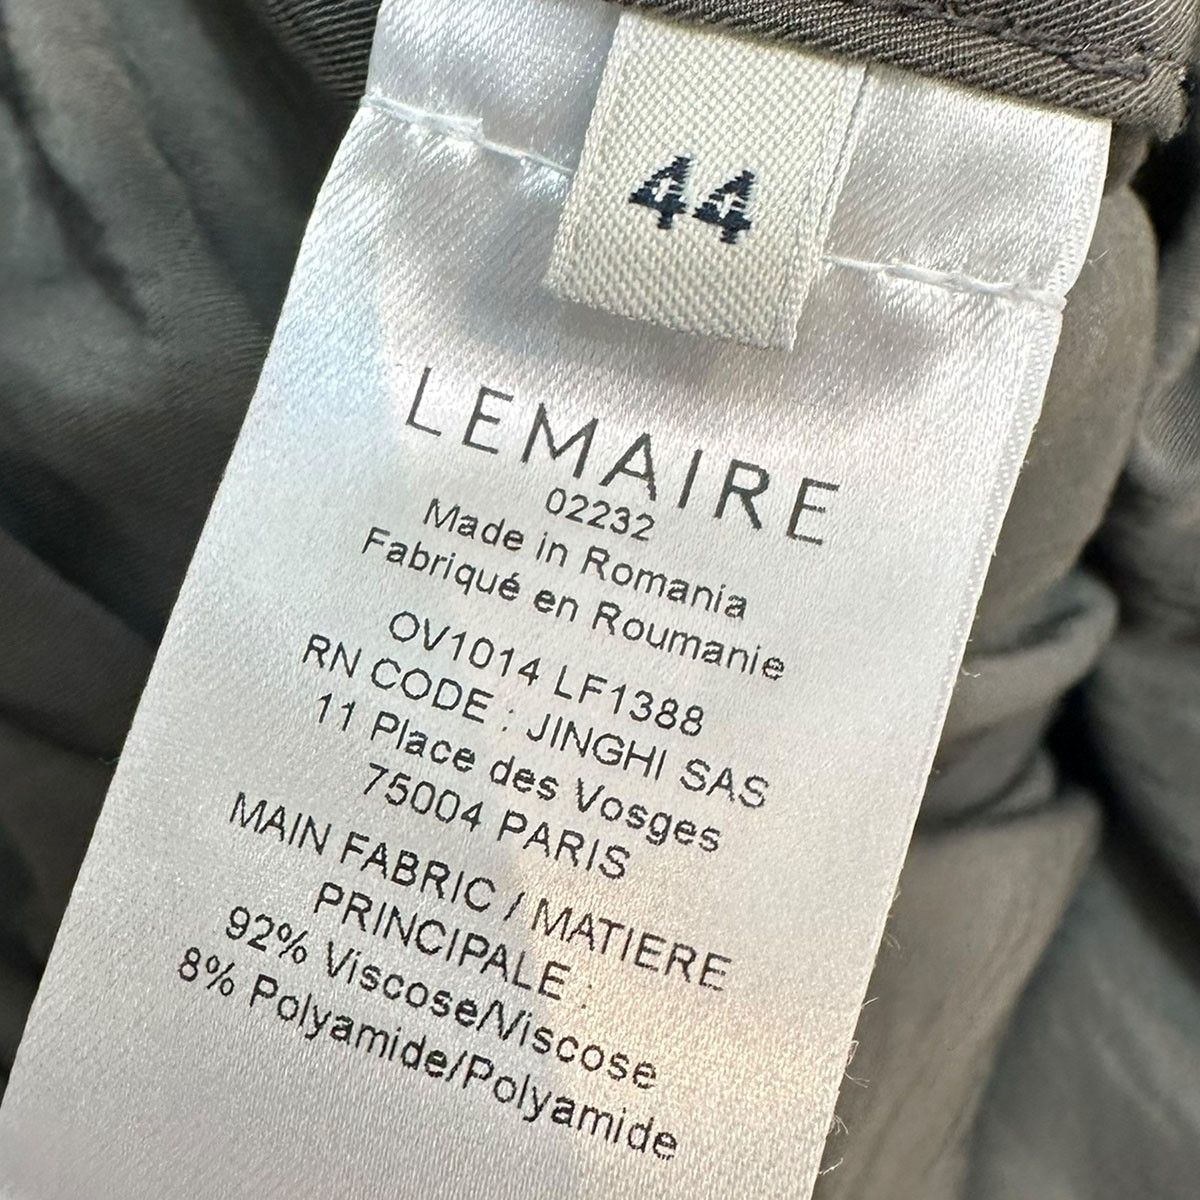 44
LEMAIRE
02232
Made in Romania
Fabriqué en Roumanie
OV1014 LF1388
RN CODE : JINGHI SAS
11 Place des Vosges
75004 PARIS
MAIN FABRIC / MATIERE
PRINCIPALE :
92% Viscose/Viscose
8% Polyamide/Polyamide